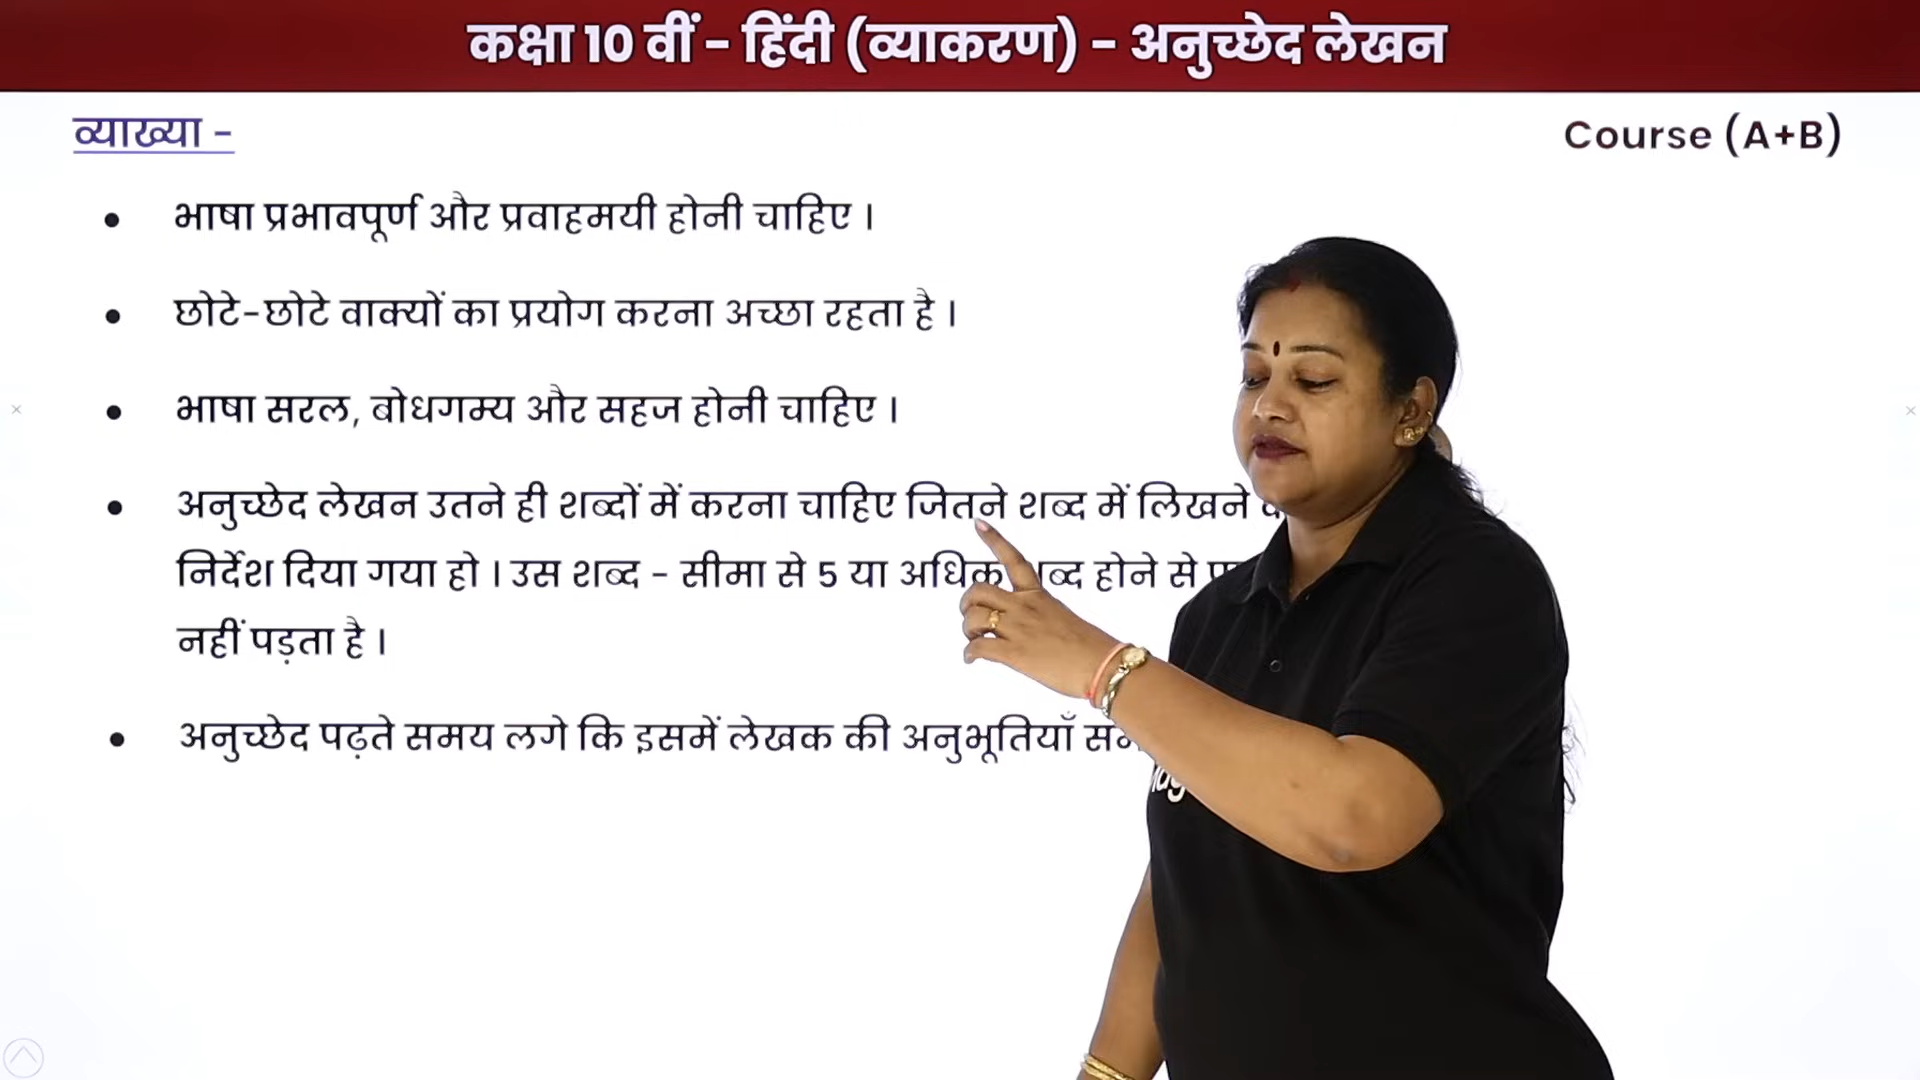 कक्षा 10 वीं - हिंदी (व्याकरण) - अनुच्छेद लेखन
व्याख्या -
Course (A+B)
• भाषा प्रभावपूर्ण और प्रवाहमयी होनी चाहिए ।
• छोटे-छोटे वाक्यों का प्रयोग करना अच्छा रहता है ।
• भाषा सरल, बोधगम्य और सहज होनी चाहिए ।
• अनुच्छेद लेखन उतने ही शब्दों में करना चाहिए जितने शब्द में लिखने
निर्देश दिया गया हो । उस शब्द - सीमा से 5 या अधिक होने से
नहीं पड़ता है ।
• अनुच्छेद पढ़ते समय लगे कि इसमें लेखक की अनुभूतियाँ